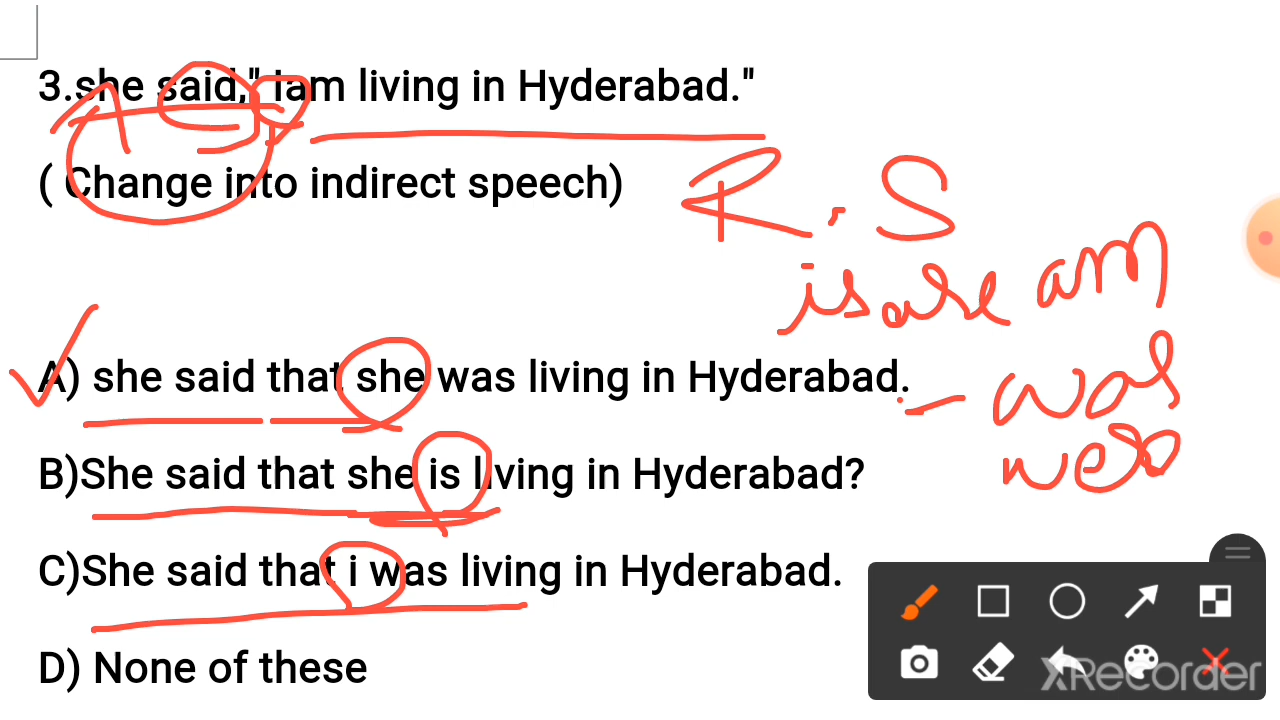 3.she said," Iam living in Hyderabad."
( Change into indirect speech)
R.S
is are am
A) she said that she was living in Hyderabad.
- was
B)She said that she is living in Hyderabad?
C)She said that i was living in Hyderabad.
D) None of these
XRecorder